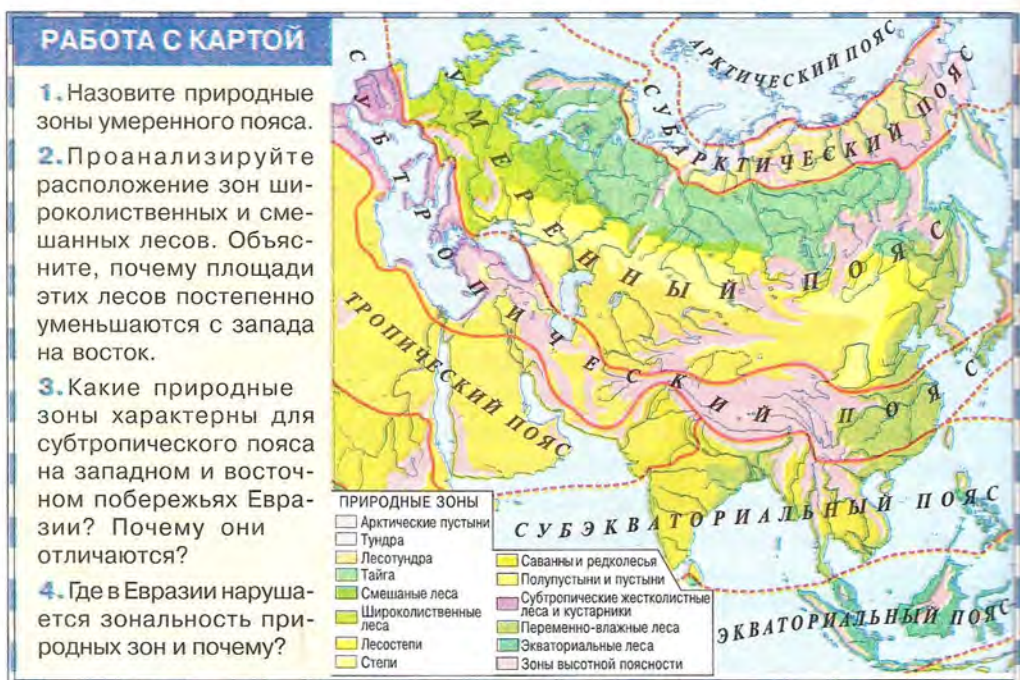 РАБОТА С КАРТОЙ
1. Назовите природные
зоны умеренного пояса.
2. Проанализируйте
расположение зон ши-
роколиственных и сме-
шанных лесов. Объяс-
ните, почему площади
этих лесов постепенно
уменьшаются с запада
на восток.
3. Какие природные
зоны характерны для
субтропического пояса
на западном и восточ-
ном побережьях Евра-
зии? Почему они
отличаются?
4. Где в Евразии наруша-
ется зональность при-
родных зон и почему?
АРКТИЧЕСКИЙ ПОЯС
СУБАРКТИЧЕСКИЙ ПОЯС
УМЕРЕННЫЙ ПОЯС
СУБТРОПИЧЕСКИЙ ПОЯС
ТРОПИЧЕСКИЙ ПОЯС
СУБЭКВАТОРИАЛЬНЫЙ ПОЯС
ЭКВАТОРИАЛЬНЫЙ ПОЯС
ПРИРОДНЫЕ ЗОНЫ
Арктические пустыни
Тундра
Лесотундра
Тайга
Смешаные леса
Широколиственные
леса
Лесостепи
Степи
Саванны и редколесья
Полупустыни и пустыни
Субтропические жестколистные
леса и кустарники
Переменно-влажные леса
Экваториальные леса
Зоны высотной поясности